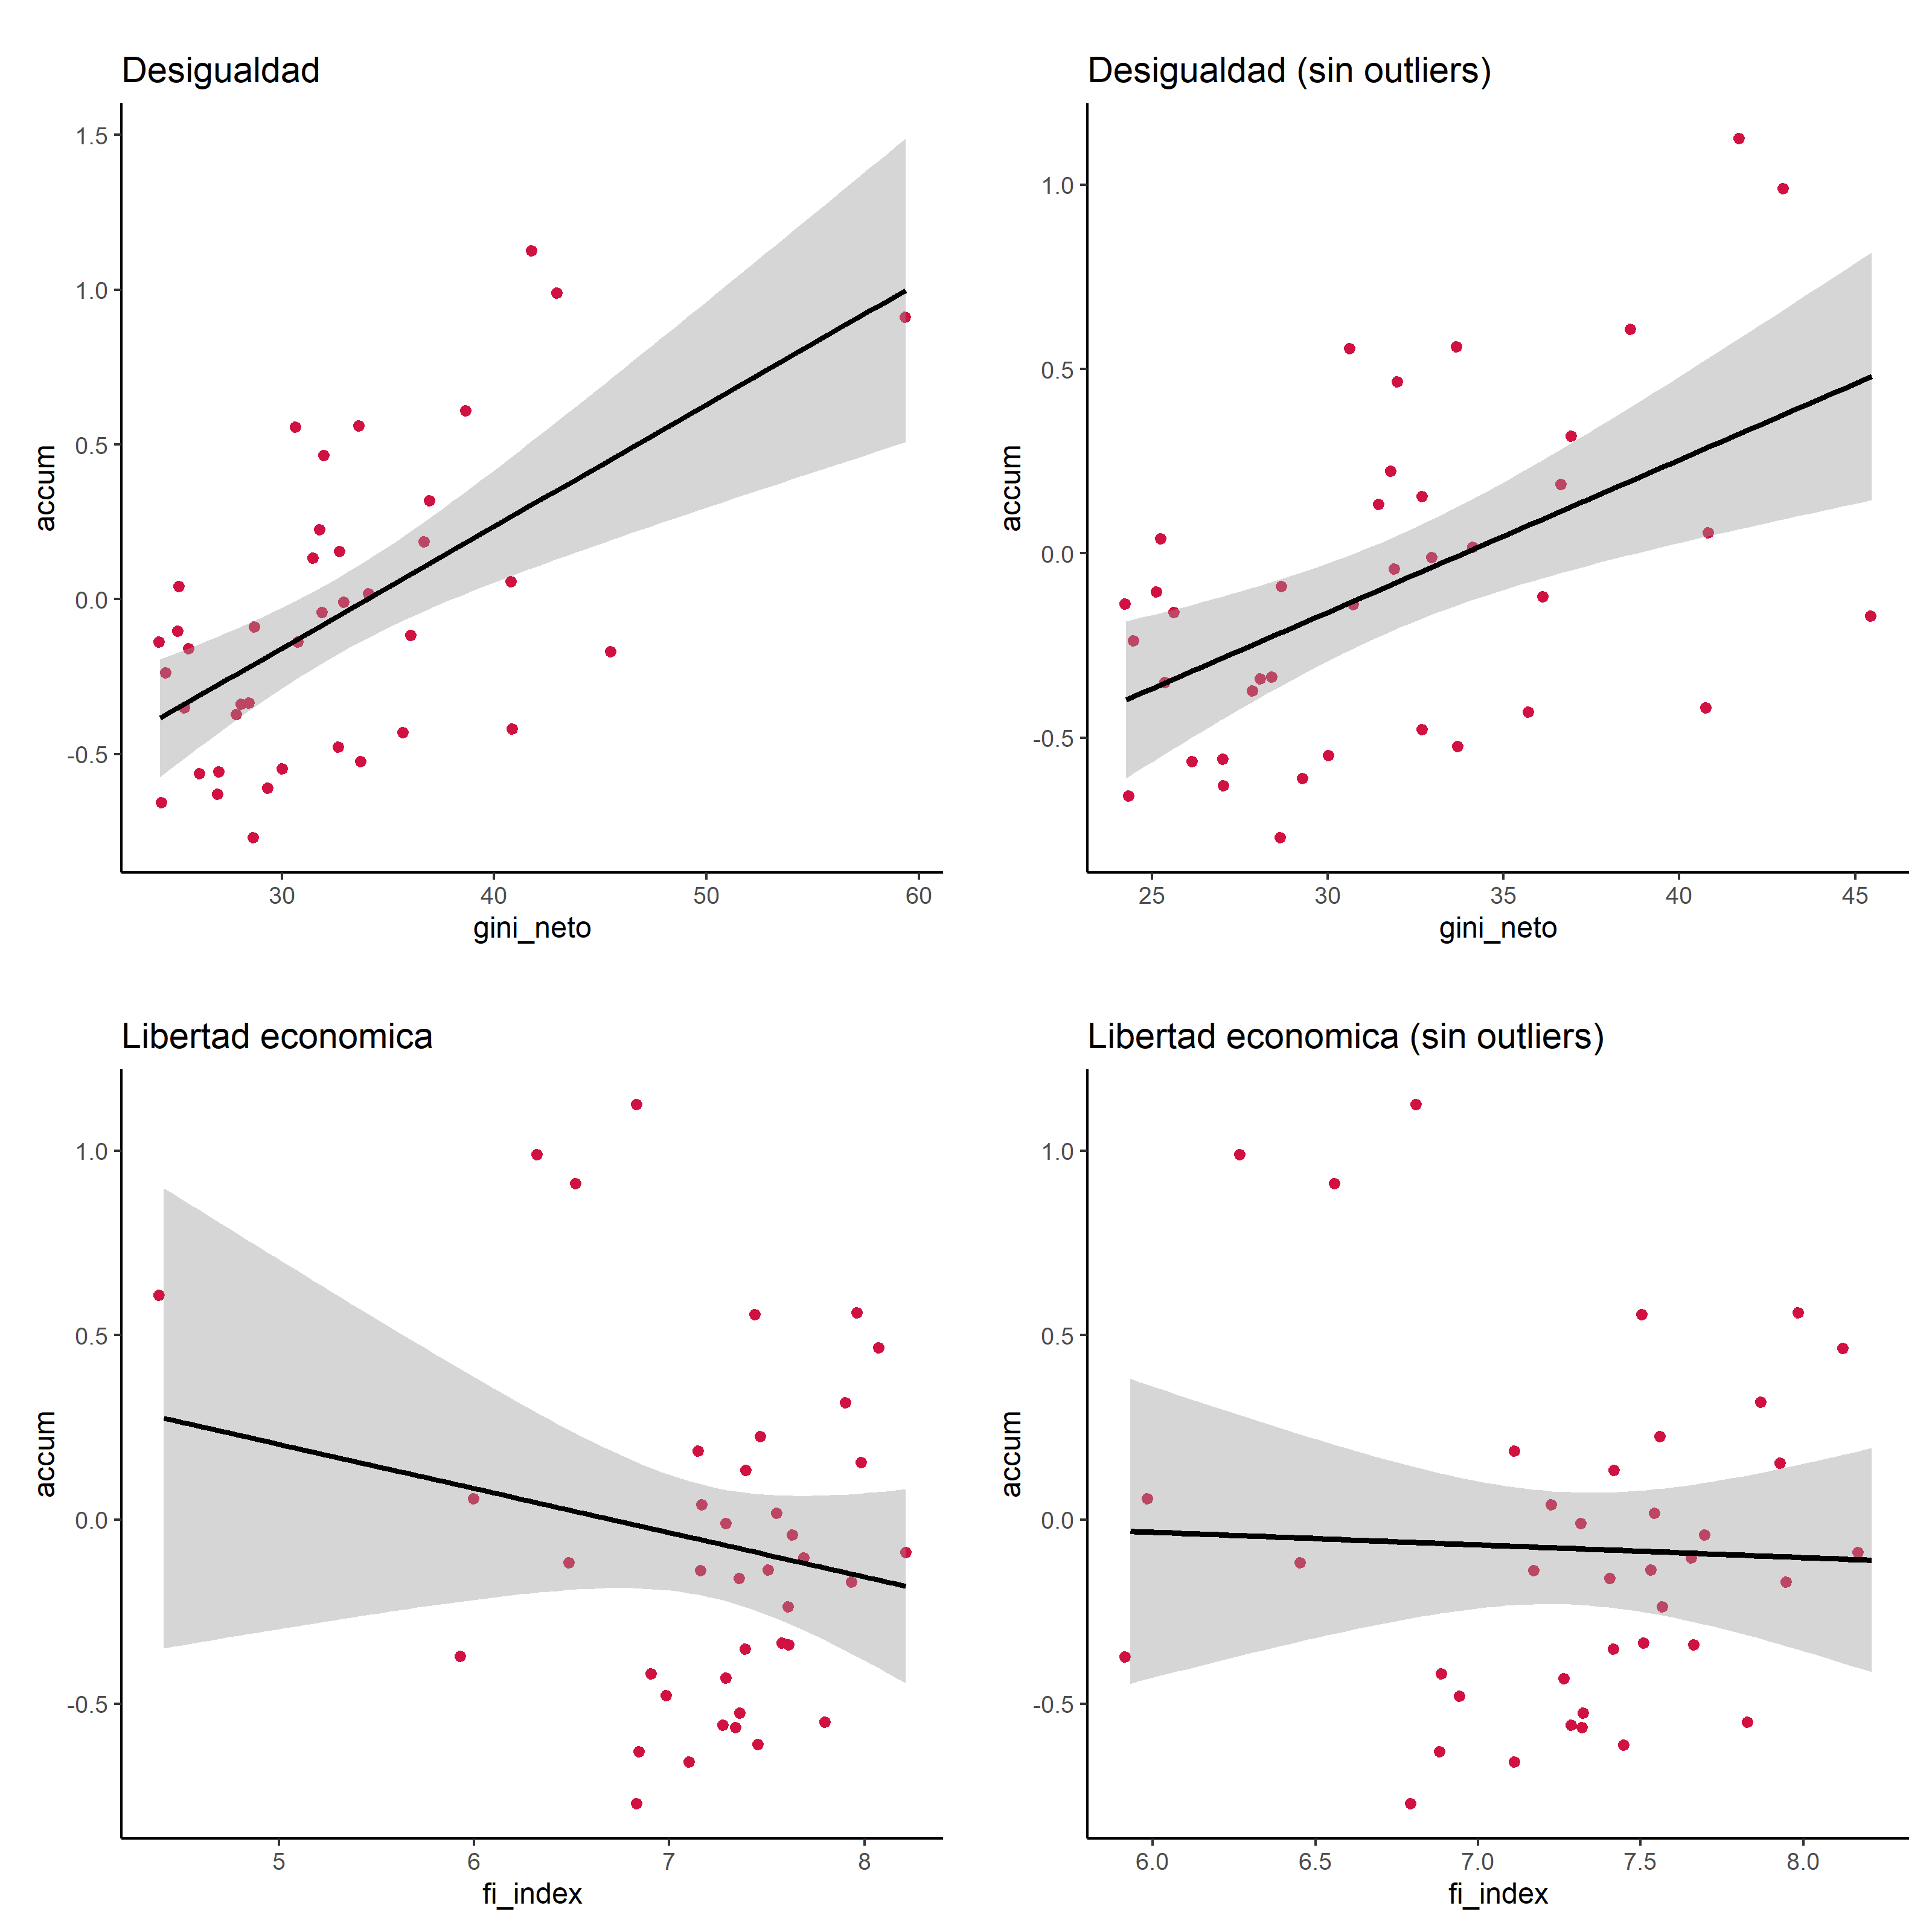 Desigualdad
1.5
1.0
0.5
0.0
-0.5
accum
30 40 50 60
gini_neto
Desigualdad (sin outliers)
1.0
0.5
0.0
-0.5
accum
25 30 35 40 45
gini_neto
Libertad economica
1.0
0.5
0.0
-0.5
accum
5 6 7 8
fi_index
Libertad economica (sin outliers)
1.0
0.5
0.0
-0.5
accum
6.0 6.5 7.0 7.5 8.0
fi_index